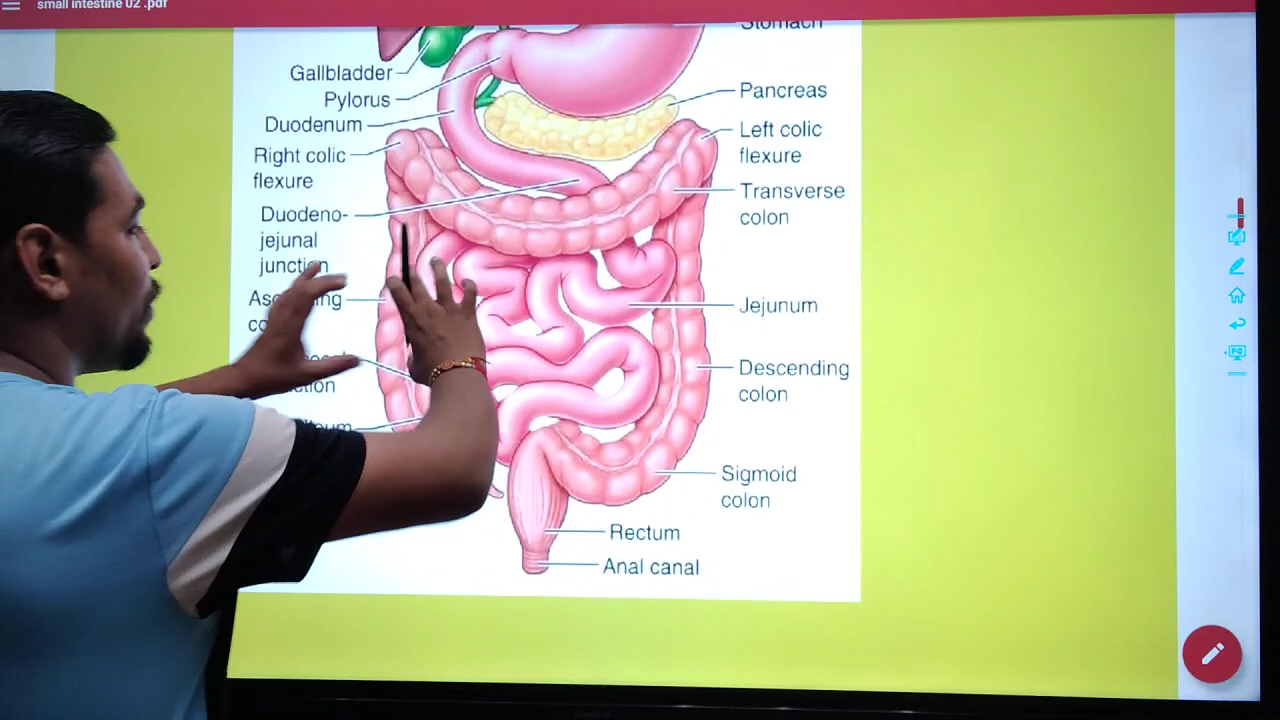 small intestine 02 .pdf
Stomach
Gallbladder
Pylorus
Pancreas
Duodenum
Left colic
flexure
Right colic
flexure
Transverse
colon
Duodeno-
jejunal
junction
Jejunum
Descending
colon
Sigmoid
colon
Rectum
Anal canal
PC